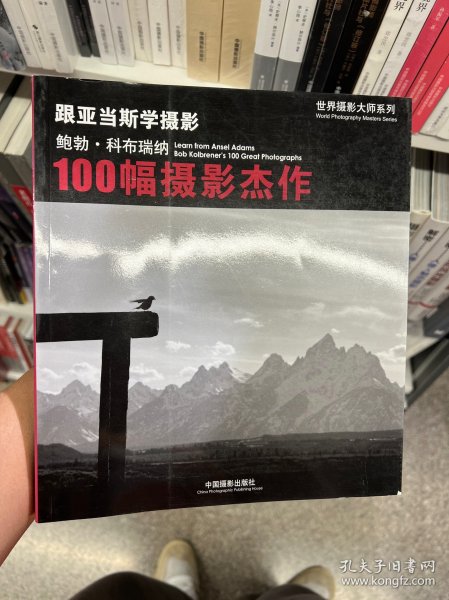 世界摄影大师系列
World Photography Masters Series
跟亚当斯学摄影
鲍勃·科布瑞纳
Learn from Ansel Adams
Bob Kolbrener's 100 Great Photographs
100幅摄影杰作
中国摄影出版社
China Photographic Publishing House
孔夫子旧书网
www.kongfz.com